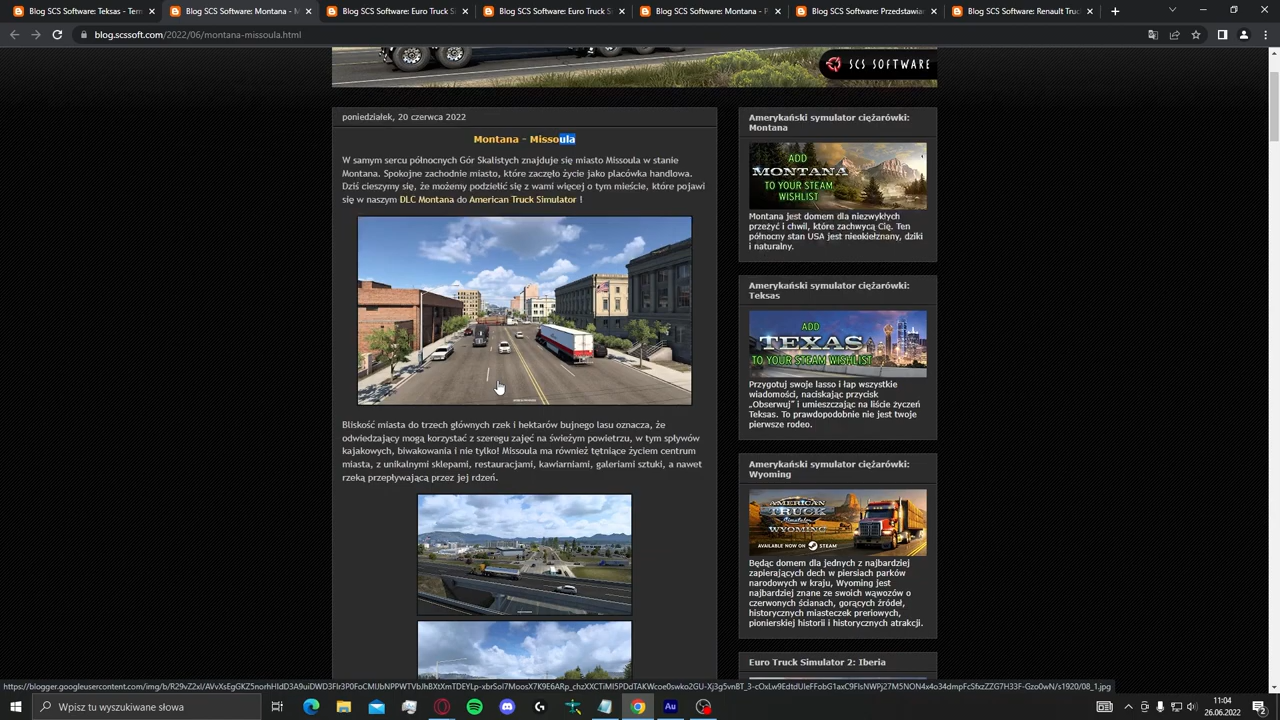 Blog SCS Software: Teksas - Tem
Blog SCS Software: Montana - M
Blog SCS Software: Euro Truck Si
Blog SCS Software: Euro Truck Si
Blog SCS Software: Montana - P
Blog SCS Software: Przedstawi
Blog SCS Software: Renault Truc
blog.scssoft.com/2022/06/montana-missoula.html
SCS SOFTWARE
poniedziałek, 20 czerwca 2022
Montana - Missoula
W samym sercu północnych Gór Skalistych znajduje się miasto Missoula w stanie
Montana. Spokojne zachodnie miasto, które zaczęło życie jako placówka handlowa.
Dziś cieszymy się, że możemy podzielić się z wami więcej o tym mieście, które pojawi
się w naszym DLC Montana do American Truck Simulator !
Bliskość miasta do trzech głównych rzek i hektarów bujnego lasu oznacza, że
odwiedzający mogą korzystać z szeregu zajęć na świeżym powietrzu, w tym spływów
kajakowych, biwakowania i nie tylko! Missoula ma również tętniące życiem centrum
miasta, z unikalnymi sklepami, restauracjami, kawiarniami, galeriami sztuki, a nawet
rzeką przepływającą przez jej rdzeń.
Amerykański symulator ciężarówki:
Montana
ADD
MONTANA
TO YOUR STEAM
WISHLIST
Montana jest domem dla niezwykłych
przeżyć i chwil, które zachwycą Cię. Ten
północny stan USA jest nieokiełznany, dziki
i naturalny.
Amerykański symulator ciężarówki:
Teksas
ADD
TEXAS
TO YOUR STEAM WISHLIST
Przygotuj swoje lasso i łap wszystkie
wiadomości, naciskając przycisk
„Obserwuj” i umieszczając na liście życzeń
Teksas. To prawdopodobnie nie jest twoje
pierwsze rodeo.
Amerykański symulator ciężarówki:
Wyoming
AMERICAN
TRUCK
Simulator
WYOMING
AVAILABLE NOW ON STEAM
Będąc domem dla jednych z najbardziej
zapierających dech w piersiach parków
narodowych w kraju, Wyoming jest
najbardziej znane ze swoich wąwozów o
czerwonych ścianach, gorących źródeł,
historycznych miasteczek preriowych,
pionierskiej historii i historycznych atrakcji.
Euro Truck Simulator 2: Iberia
Wpisz tu wyszukiwane słowa
Au
11:04
26.06.2022